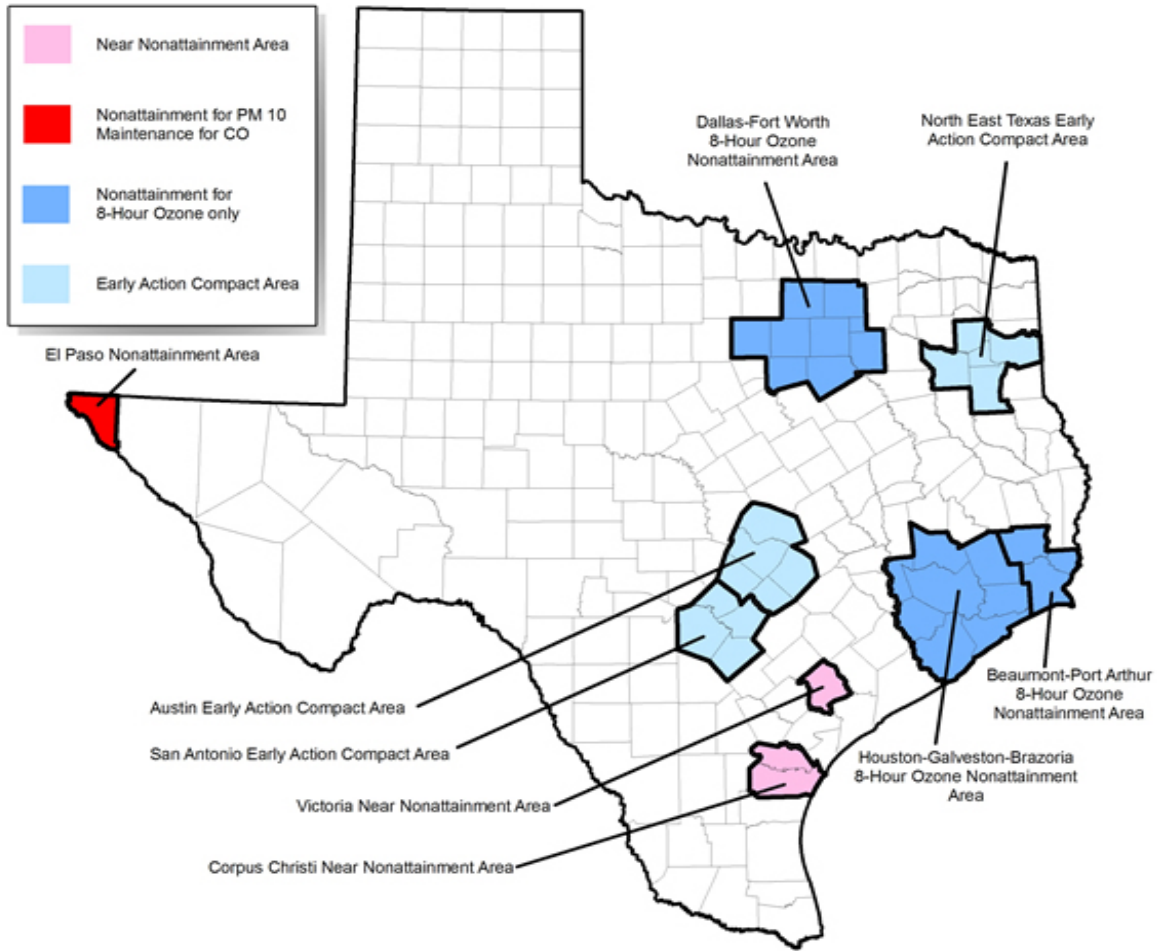 Near Nonattainment Area
Nonattainment for PM 10
Maintenance for CO
Nonattainment for
8-Hour Ozone only
Early Action Compact Area
El Paso Nonattainment Area
Dallas-Fort Worth
8-Hour Ozone
Nonattainment Area
North East Texas Early
Action Compact Area
Austin Early Action Compact Area
San Antonio Early Action Compact Area
Victoria Near Nonattainment Area
Corpus Christi Near Nonattainment Area
Beaumont-Port Arthur
8-Hour Ozone
Nonattainment Area
Houston-Galveston-Brazoria
8-Hour Ozone Nonattainment
Area